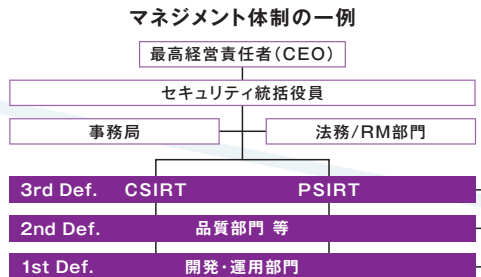 マネジメント体制の一例
最高経営責任者(CEO)
セキュリティ統括役員
事務局 法務/RM部門
3rd Def. CSIRT PSIRT
2nd Def. 品質部門 等
1st Def. 開発・運用部門